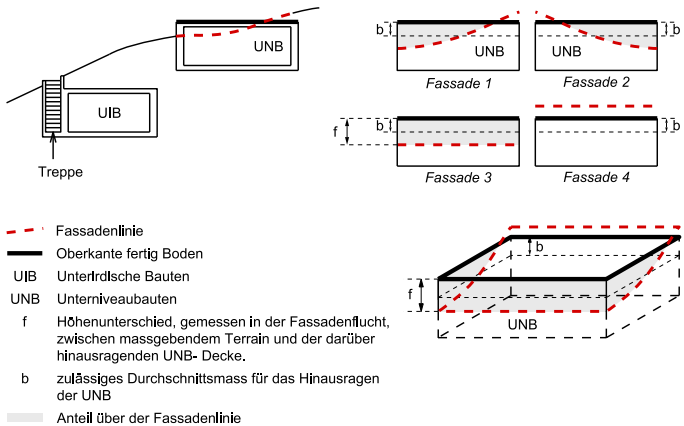 UNB
UIB
Treppe
b
UNB
Fassade 1
UNB
b
Fassade 2
f
b
Fassade 3
b
Fassade 4
Fassadenlinie
Oberkante fertig Boden
UIB Unterirdische Bauten
UNB Unterniveaubauten
f Höhenunterschied, gemessen in der Fassadenflucht,
zwischen massgebendem Terrain und der darüber
hinausragenden UNB- Decke.
b zulässiges Durchschnittsmass für das Hinausragen
der UNB
Anteil über der Fassadenlinie
b
f
UNB